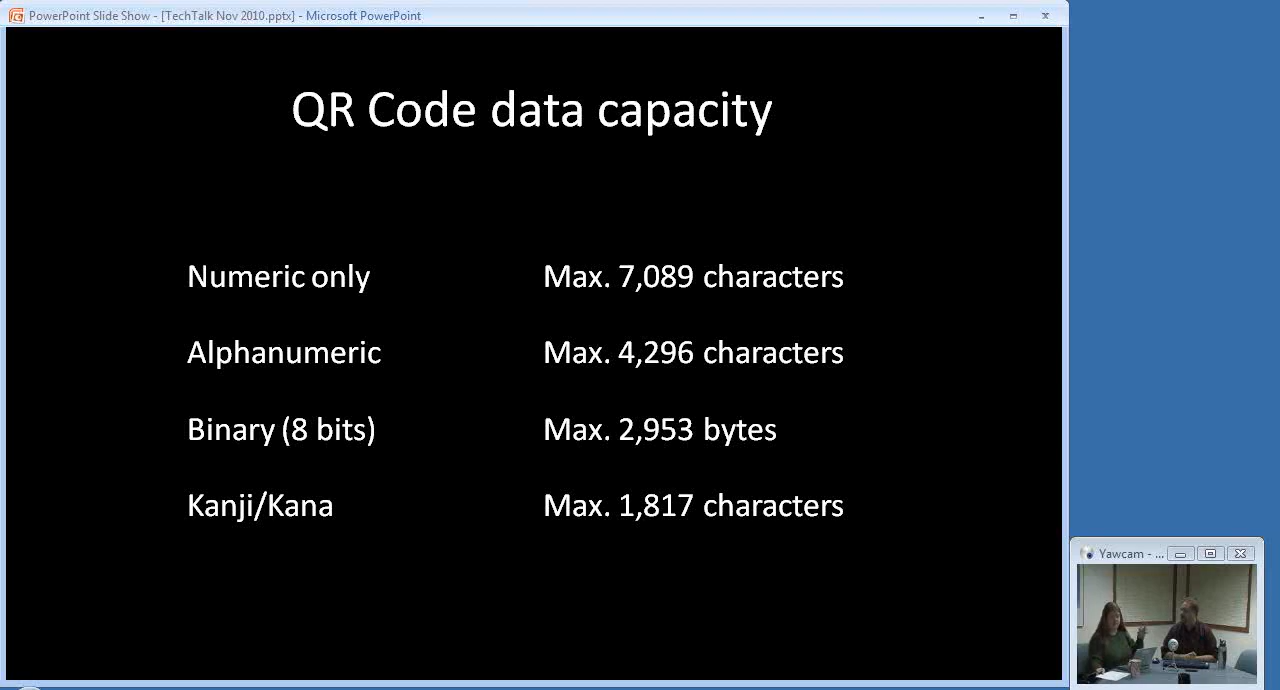 PowerPoint Slide Show - [TechTalk Nov 2010.pptx] - Microsoft PowerPoint
QR Code data capacity
Numeric only Max. 7,089 characters
Alphanumeric Max. 4,296 characters
Binary (8 bits) Max. 2,953 bytes
Kanji/Kana Max. 1,817 characters
Yawcam - ...